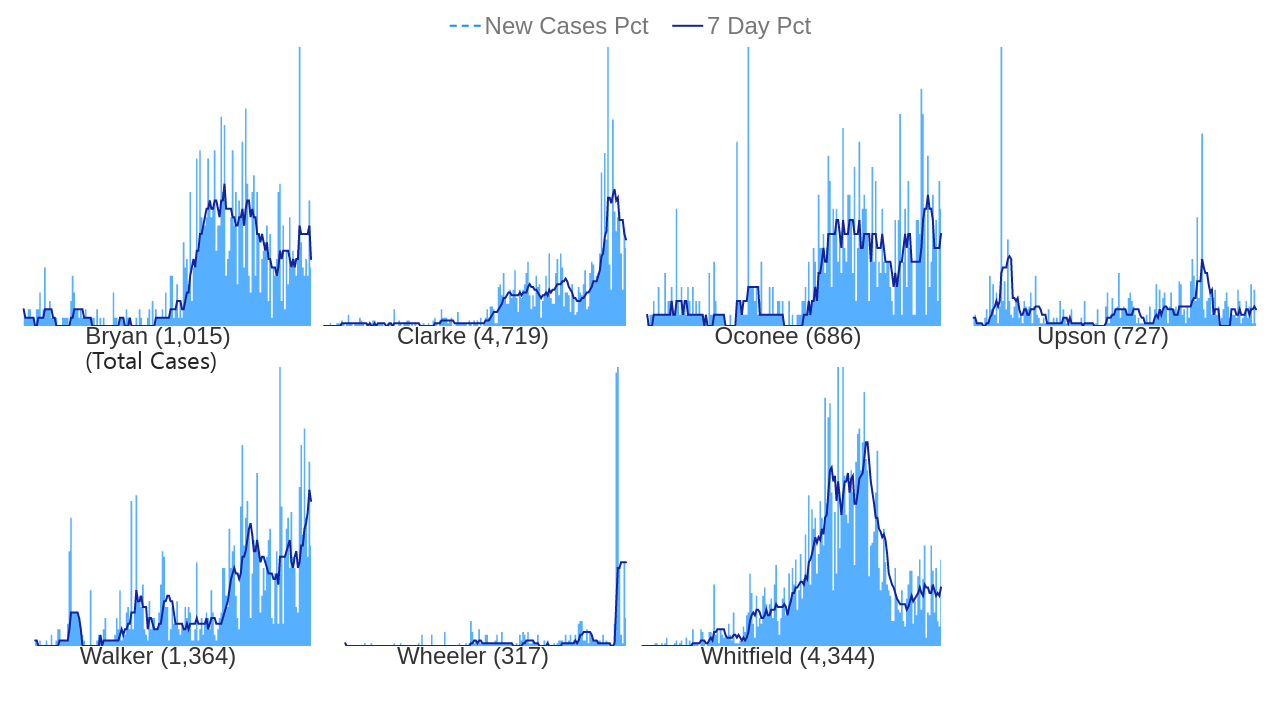 New Cases Pct 7 Day Pct
Bryan (1,015) Clarke (4,719) Oconee (686) Upson (727)
(Total Cases)
Walker (1,364) Wheeler (317) Whitfield (4,344)